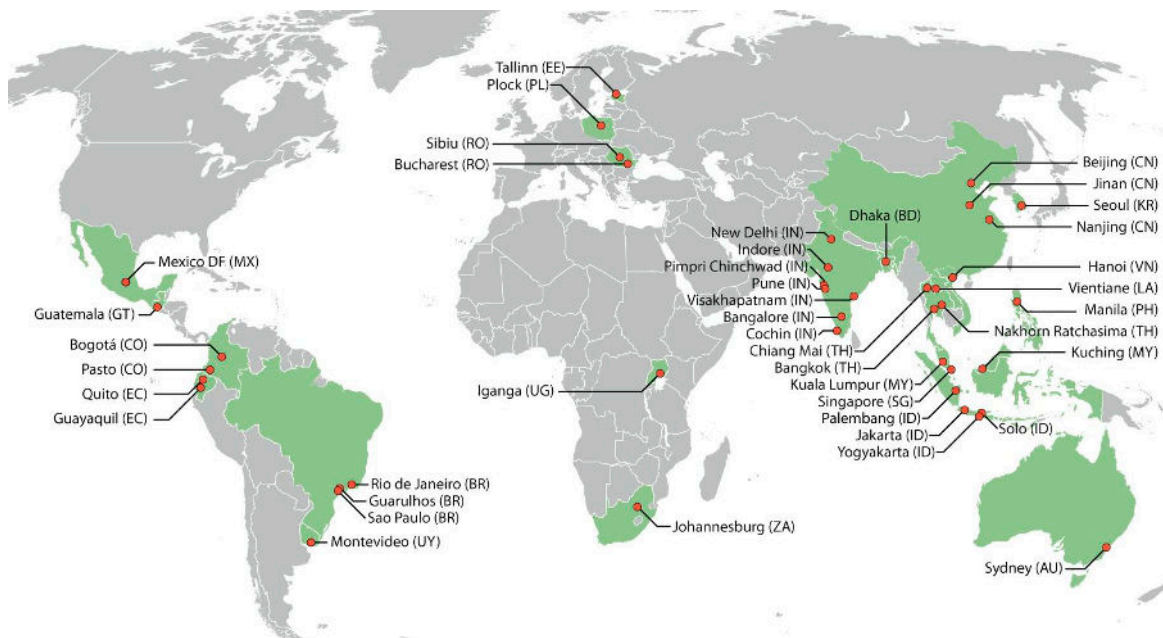 Tallinn (EE)
Plock (PL)
Sibiu (RO)
Bucharest (RO)
Beijing (CN)
Jinan (CN)
Seoul (KR)
Nanjing (CN)
Dhaka (BD)
New Delhi (IN)
Indore (IN)
Pimpri Chinchwad (IN)
Pune (IN)
Visakhapatnam (IN)
Bangalore (IN)
Cochin (IN)
Chiang Mai (TH)
Bangkok (TH)
Kuala Lumpur (MY)
Singapore (SG)
Palembang (ID)
Jakarta (ID)
Yogyakarta (ID)
Solo (ID)
Hanoi (VN)
Vientiane (LA)
Manila (PH)
Nakhorn Ratchasima (TH)
Kuching (MY)
Mexico DF (MX)
Guatemala (GT)
Bogotá (CO)
Pasto (CO)
Quito (EC)
Guayaquil (EC)
Iganga (UG)
Rio de Janeiro (BR)
Guarulhos (BR)
Sao Paulo (BR)
Montevideo (UY)
Johannesburg (ZA)
Sydney (AU)